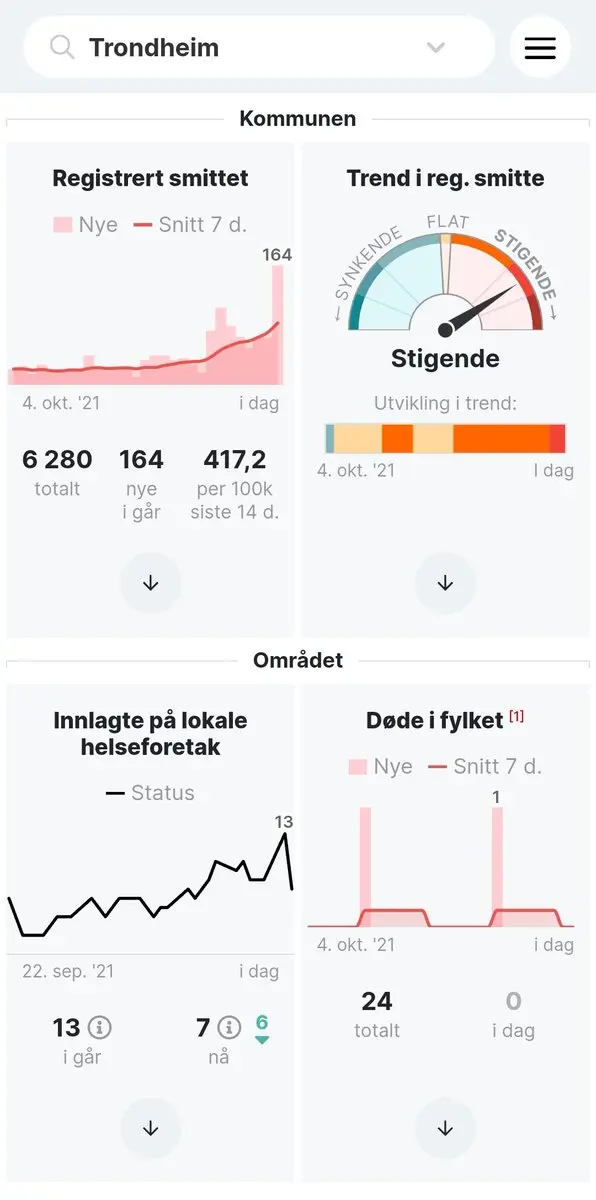 Trondheim
Kommunen
Registrert smittet
Nye
Snitt 7 d.
164
4. okt. '21
i dag
6 280
totalt
164
nye
i går
417,2
per 100k
siste 14 d.
Trend i reg. smitte
← SYNKENDE
FLAT
STIGENDE →
Stigende
Utvikling i trend:
4. okt. '21
I dag
Området
Innlagte på lokale
helseforetak
Status
13
22. sep. '21
i dag
13
i går
7
nå
6
Døde i fylket [1]
Nye
Snitt 7 d.
1
4. okt. '21
i dag
24
totalt
0
i dag